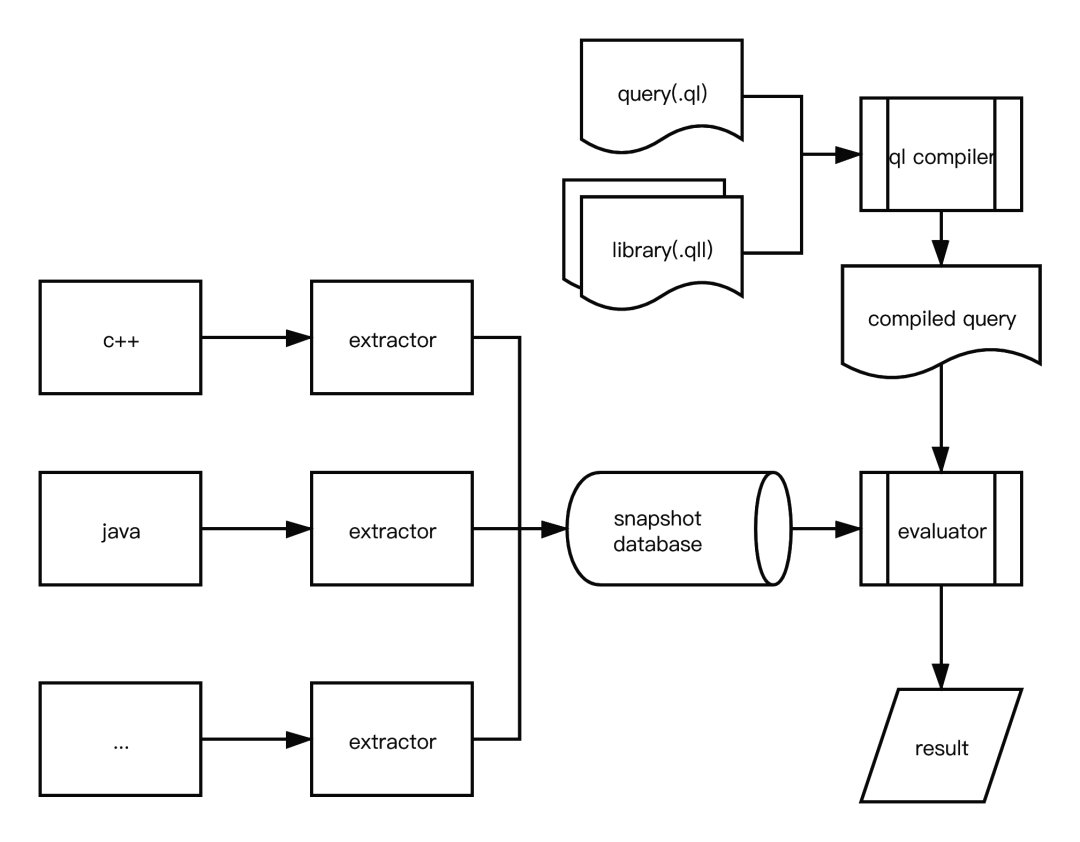 query(.ql)
ql compiler
library(.qll)
compiled query
c++
extractor
java
extractor
snapshot
database
evaluator
...
extractor
result